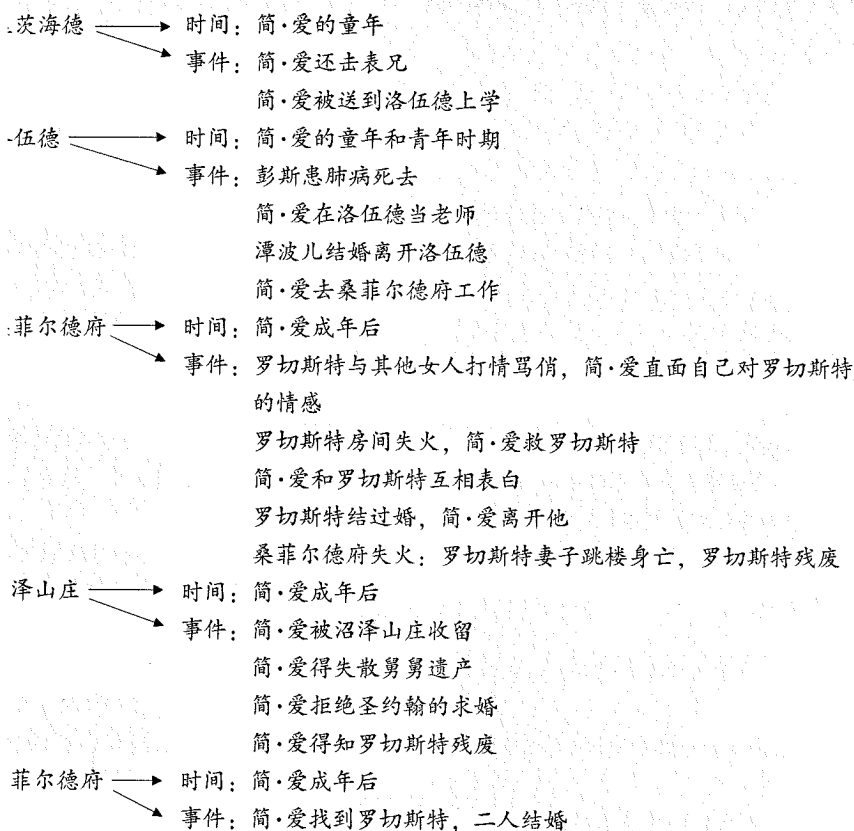 茨海德 时间：简·爱的童年
事件：简·爱还击表兄
简·爱被送到洛伍德上学
伍德 时间：简·爱的童年和青年时期
事件：彭斯患肺病死去
简·爱在洛伍德当老师
潭波儿结婚离开洛伍德
简·爱去桑菲尔德府工作
菲尔德府 时间：简·爱成年后
事件：罗切斯特与其他女人打情骂俏，简·爱直面自己对罗切斯特
的情感
罗切斯特房间失火，简·爱救罗切斯特
简·爱和罗切斯特互相表白
罗切斯特结过婚，简·爱离开他
桑菲尔德府失火：罗切斯特妻子跳楼身亡，罗切斯特残废
泽山庄 时间：简·爱成年后
事件：简·爱被沼泽山庄收留
简·爱得失散舅舅遗产
简·爱拒绝圣约翰的求婚
简·爱得知罗切斯特残废
菲尔德府 时间：简·爱成年后
事件：简·爱找到罗切斯特，二人结婚